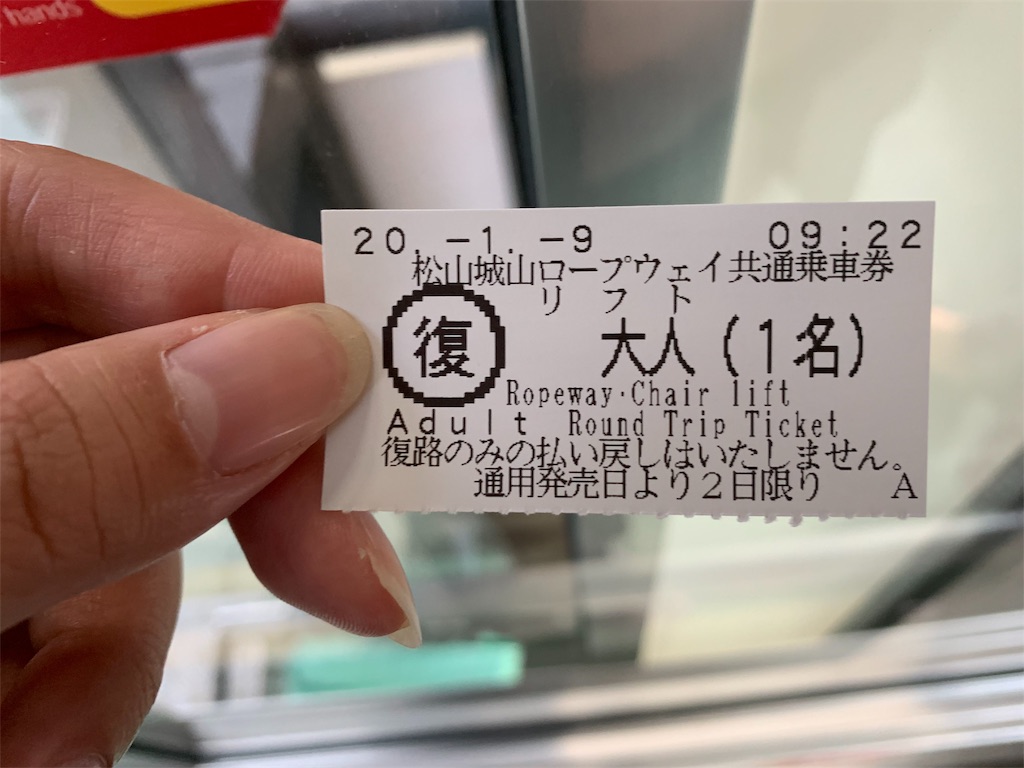 hands
20.-1.-9 09:22
松山城山ロープウェイ共通乗車券
リフト
復 大人(1名)
Ropeway·Chair lift
Adult Round Trip Ticket
復路のみの払い戻しはいたしません。
通用発売日より2日限り A